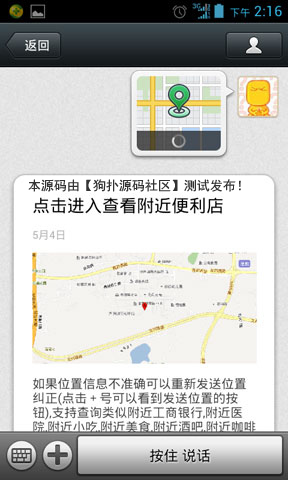 3G
下午 2:16
返回
本源码由【狗扑源码社区】测试发布！
点击进入查看附近便利店
5月4日
如果位置信息不准确可以重新发送位置
纠正(点击 + 号可以看到发送位置的按
钮),支持查询类似附近工商银行,附近医
院,附近小吃,附近美食,附近酒吧,附近咖啡
按住 说话